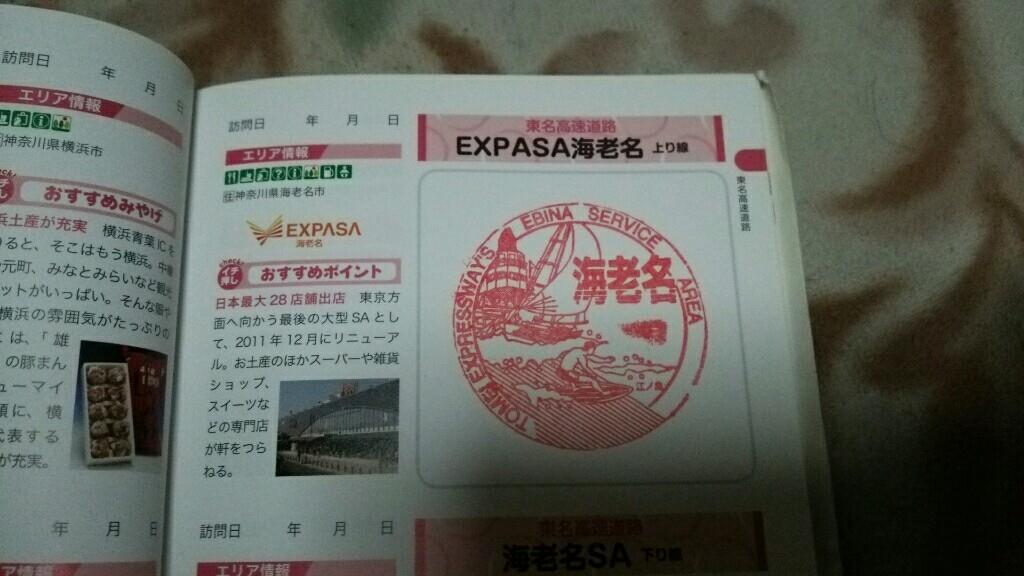 訪問日 年 月 日
エリア情報
神奈川県横浜市
おすすめみやげ
浜土産が充実 横浜青葉ICを
ると、そこはもう横浜。中華
元町、みなとみらいなど観光
ットがいっぱい。そんな
横浜の雰囲気がたっぷりの
は、「雄
の豚まん
ューマイ
頃に、横
代表する
が充実。
年 月 日
訪問日 年 月 日
エリア情報
住神奈川県海老名市
EXPASA
海老名
check!
イチ押し
おすすめポイント
日本最大28店舗出店 東京方
面へ向かう最後の大型SAとし
て、2011年12月にリニューア
ル。お土産のほかスーパーや雑貨
ショップ、
スイーツな
どの専門店
が軒をつら
ねる。
訪問日 年 月 日
エリア情報
東名高速道路
EXPASA海老名 上り線
東名高速道路
TOMEI EXPRESSWAY'S EBINA SERVICE AREA
海老名
江ノ島
東名高速道路
海老名SA 下り線